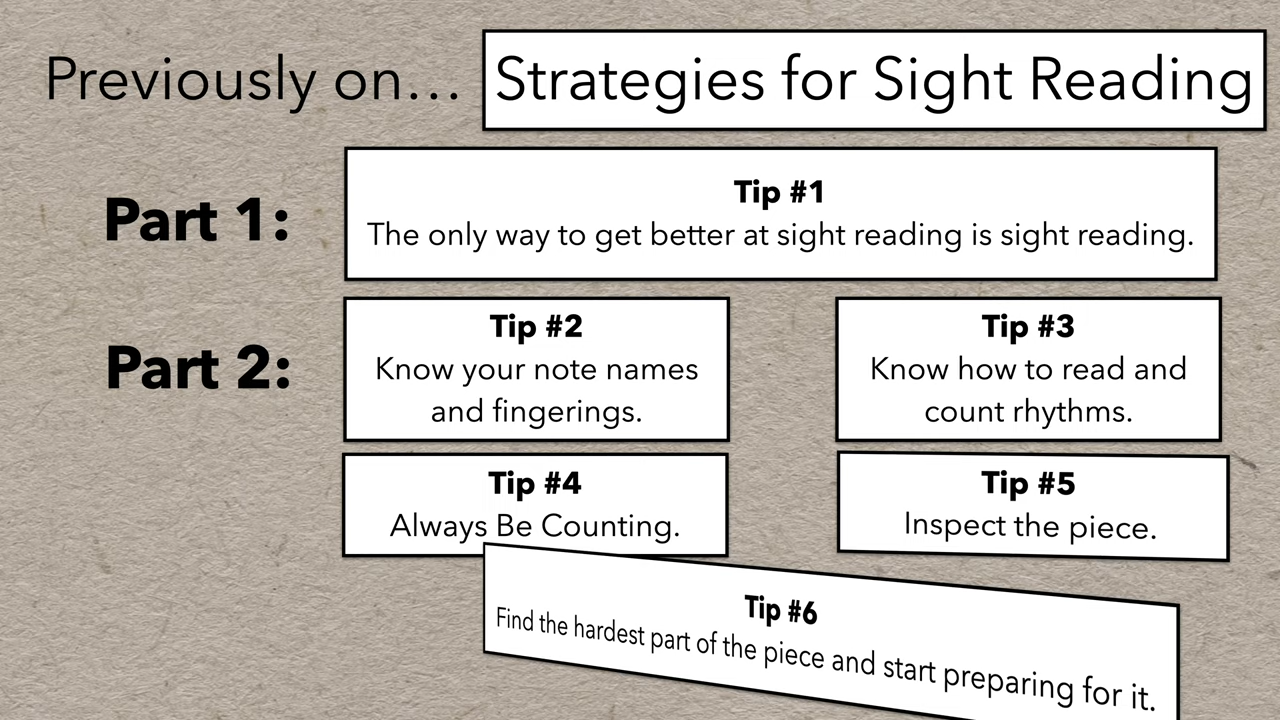 Previously on… Strategies for Sight Reading
Part 1:
Tip #1
The only way to get better at sight reading is sight reading.
Part 2:
Tip #2
Know your note names
and fingerings.
Tip #3
Know how to read and
count rhythms.
Tip #4
Always Be Counting.
Tip #5
Inspect the piece.
Tip #6
Find the hardest part of the piece and start preparing for it.